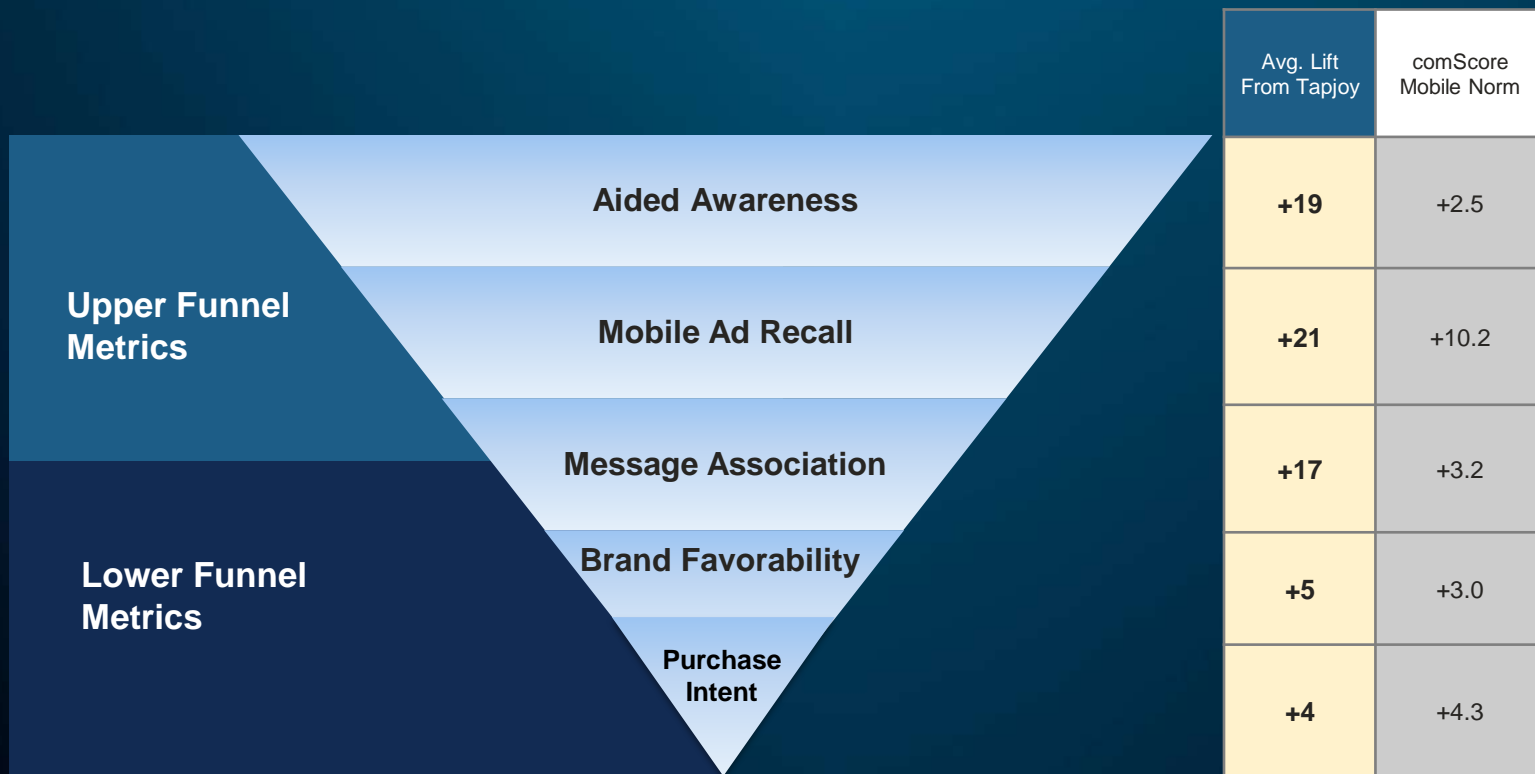 Avg. Lift
From Tapjoy
comScore
Mobile Norm
Upper Funnel
Metrics
Aided Awareness
+19
+2.5
Mobile Ad Recall
+21
+10.2
Message Association
+17
+3.2
Lower Funnel
Metrics
Brand Favorability
+5
+3.0
Purchase
Intent
+4
+4.3